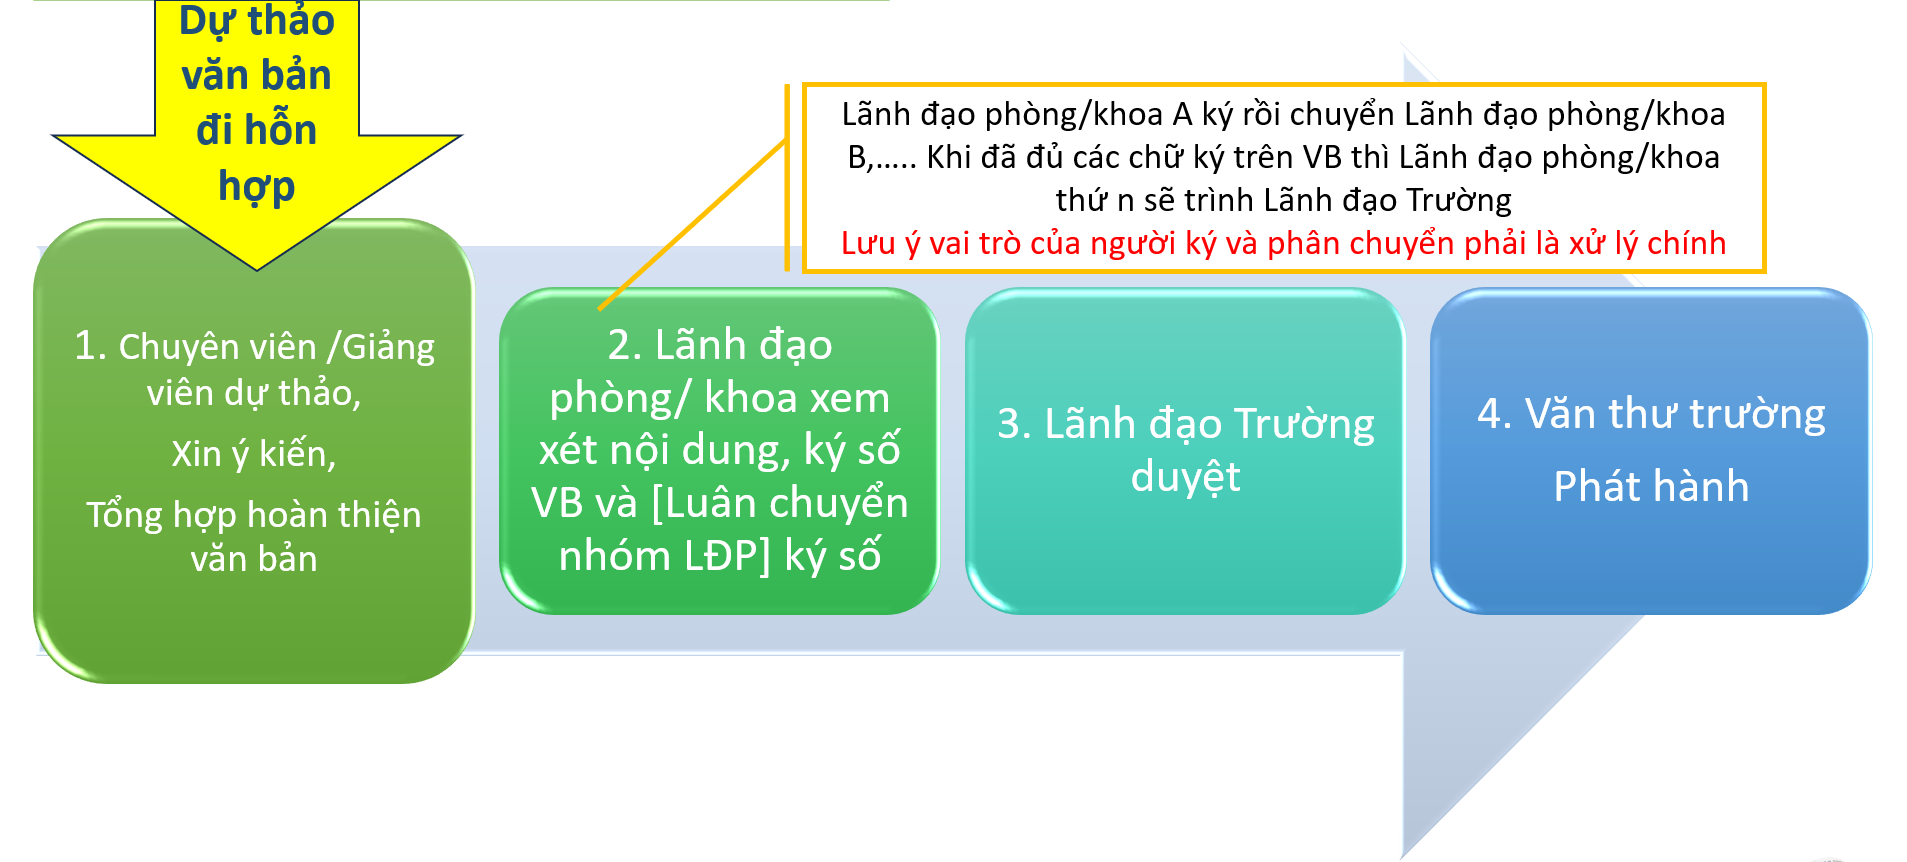 Dự thảo
văn bản
đi hỗn
hợp
Lãnh đạo phòng/khoa A ký rồi chuyển Lãnh đạo phòng/khoa
B,..... Khi đã đủ các chữ ký trên VB thì Lãnh đạo phòng/khoa
thứ n sẽ trình Lãnh đạo Trường
Lưu ý vai trò của người ký và phân chuyển phải là xử lý chính
1. Chuyên viên /Giảng
viên dự thảo,
Xin ý kiến,
Tổng hợp hoàn thiện
văn bản
2. Lãnh đạo
phòng/ khoa xem
xét nội dung, ký số
VB và [Luân chuyển
nhóm LĐP] ký số
3. Lãnh đạo Trường
duyệt
4. Văn thư trường
Phát hành